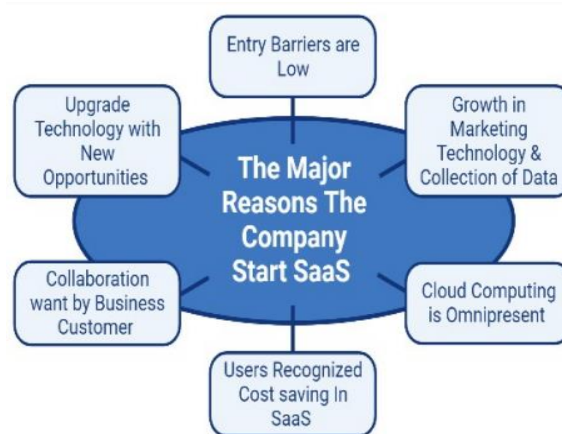 Entry Barriers are
Low
Upgrade
Technology with
New
Opportunities
Growth in
Marketing
Technology &
Collection of Data
The Major
Reasons The
Company
Start SaaS
Collaboration
want by Business
Customer
Cloud Computing
is Omnipresent
Users Recognized
Cost saving In
SaaS